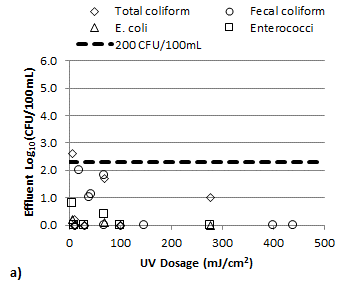 Total coliform Fecal coliform
E. coli Enterococci
200 CFU/100mL
6.0
5.0
4.0
3.0
2.0
1.0
0.0
Effluent Log10(CFU/100mL)
0 100 200 300 400 500
UV Dosage (mJ/cm²)
a)